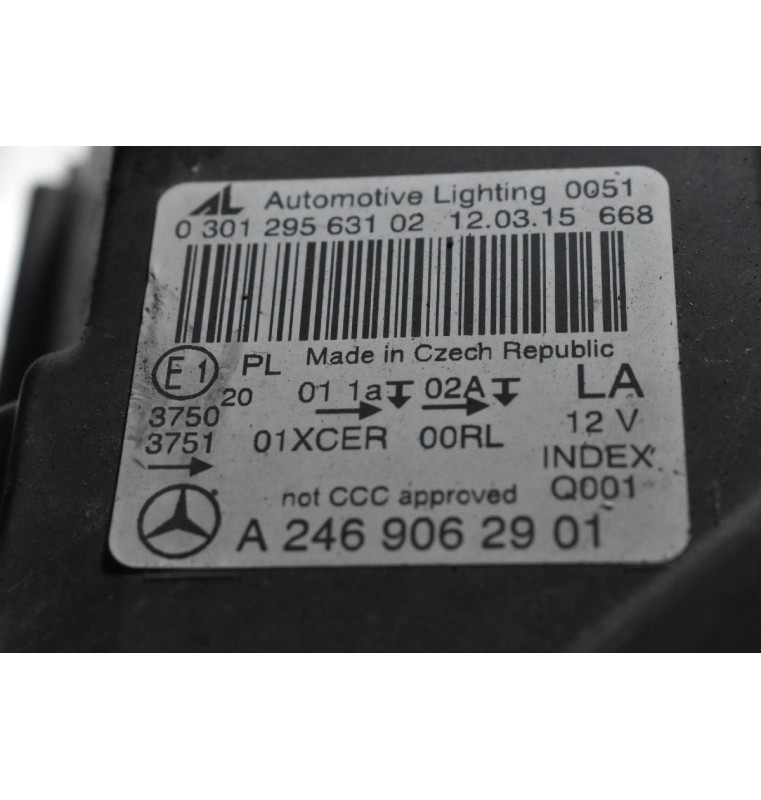 AL Automotive Lighting 0051
0 301 295 631 02 12.03.15 668
Made in Czech Republic
E1 PL 20 01 1a 02A LA
3750
3751 01XCER 00RL 12 V
INDEX
not CCC approved Q001
A 246 906 29 01